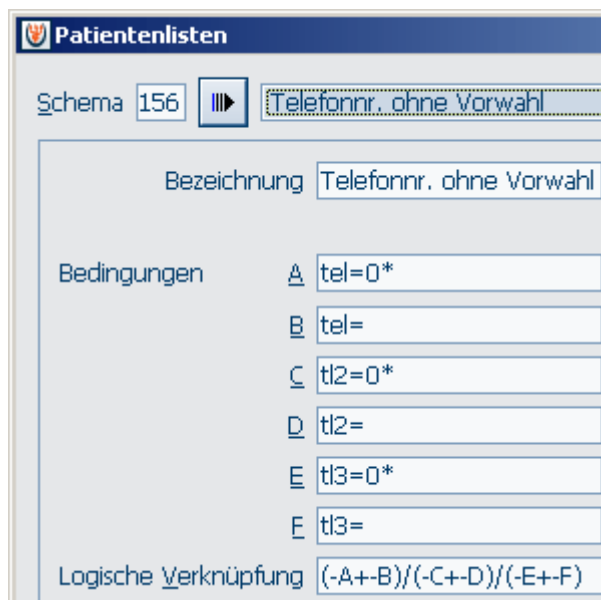 Patientenlisten
Schema 156 Telefonnr. ohne Vorwahl
Bezeichnung Telefonnr. ohne Vorwahl
Bedingungen A tel=0*
B tel=
C tl2=0*
D tl2=
E tl3=0*
F tl3=
Logische Verknüpfung (-A+-B)/(-C+-D)/(-E+-F)